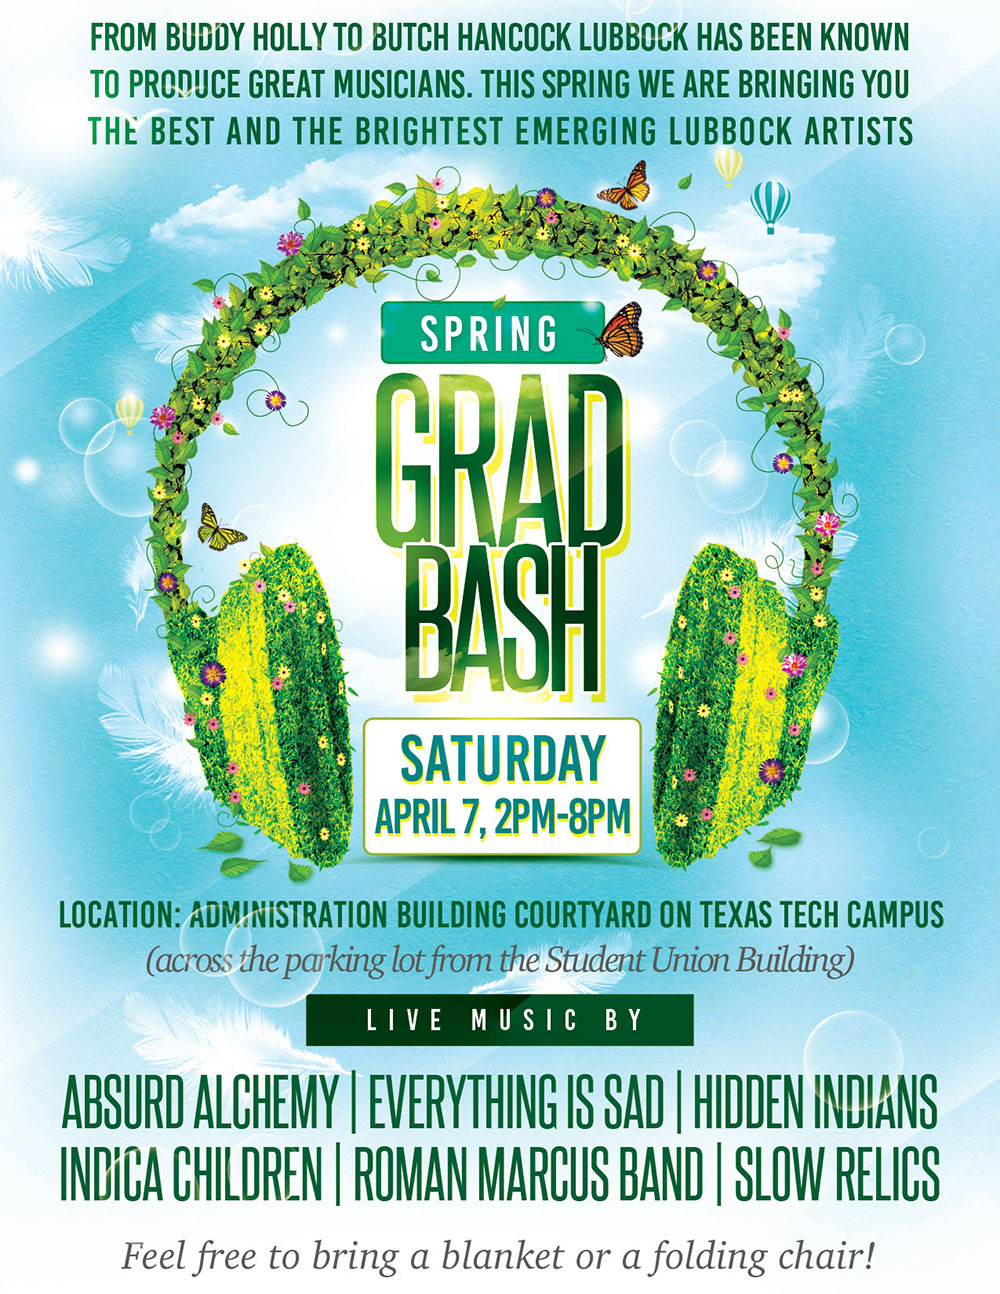 FROM BUDDY HOLLY TO BUTCH HANCOCK LUBBOCK HAS BEEN KNOWN
TO PRODUCE GREAT MUSICIANS. THIS SPRING WE ARE BRINGING YOU
THE BEST AND THE BRIGHTEST EMERGING LUBBOCK ARTISTS
SPRING
GRAD
BASH
SATURDAY
APRIL 7, 2PM-8PM
LOCATION: ADMINISTRATION BUILDING COURTYARD ON TEXAS TECH CAMPUS
(across the parking lot from the Student Union Building)
LIVE MUSIC BY
ABSURD ALCHEMY | EVERYTHING IS SAD | HIDDEN INDIANS
INDICA CHILDREN | ROMAN MARCUS BAND | SLOW RELICS
Feel free to bring a blanket or a folding chair!